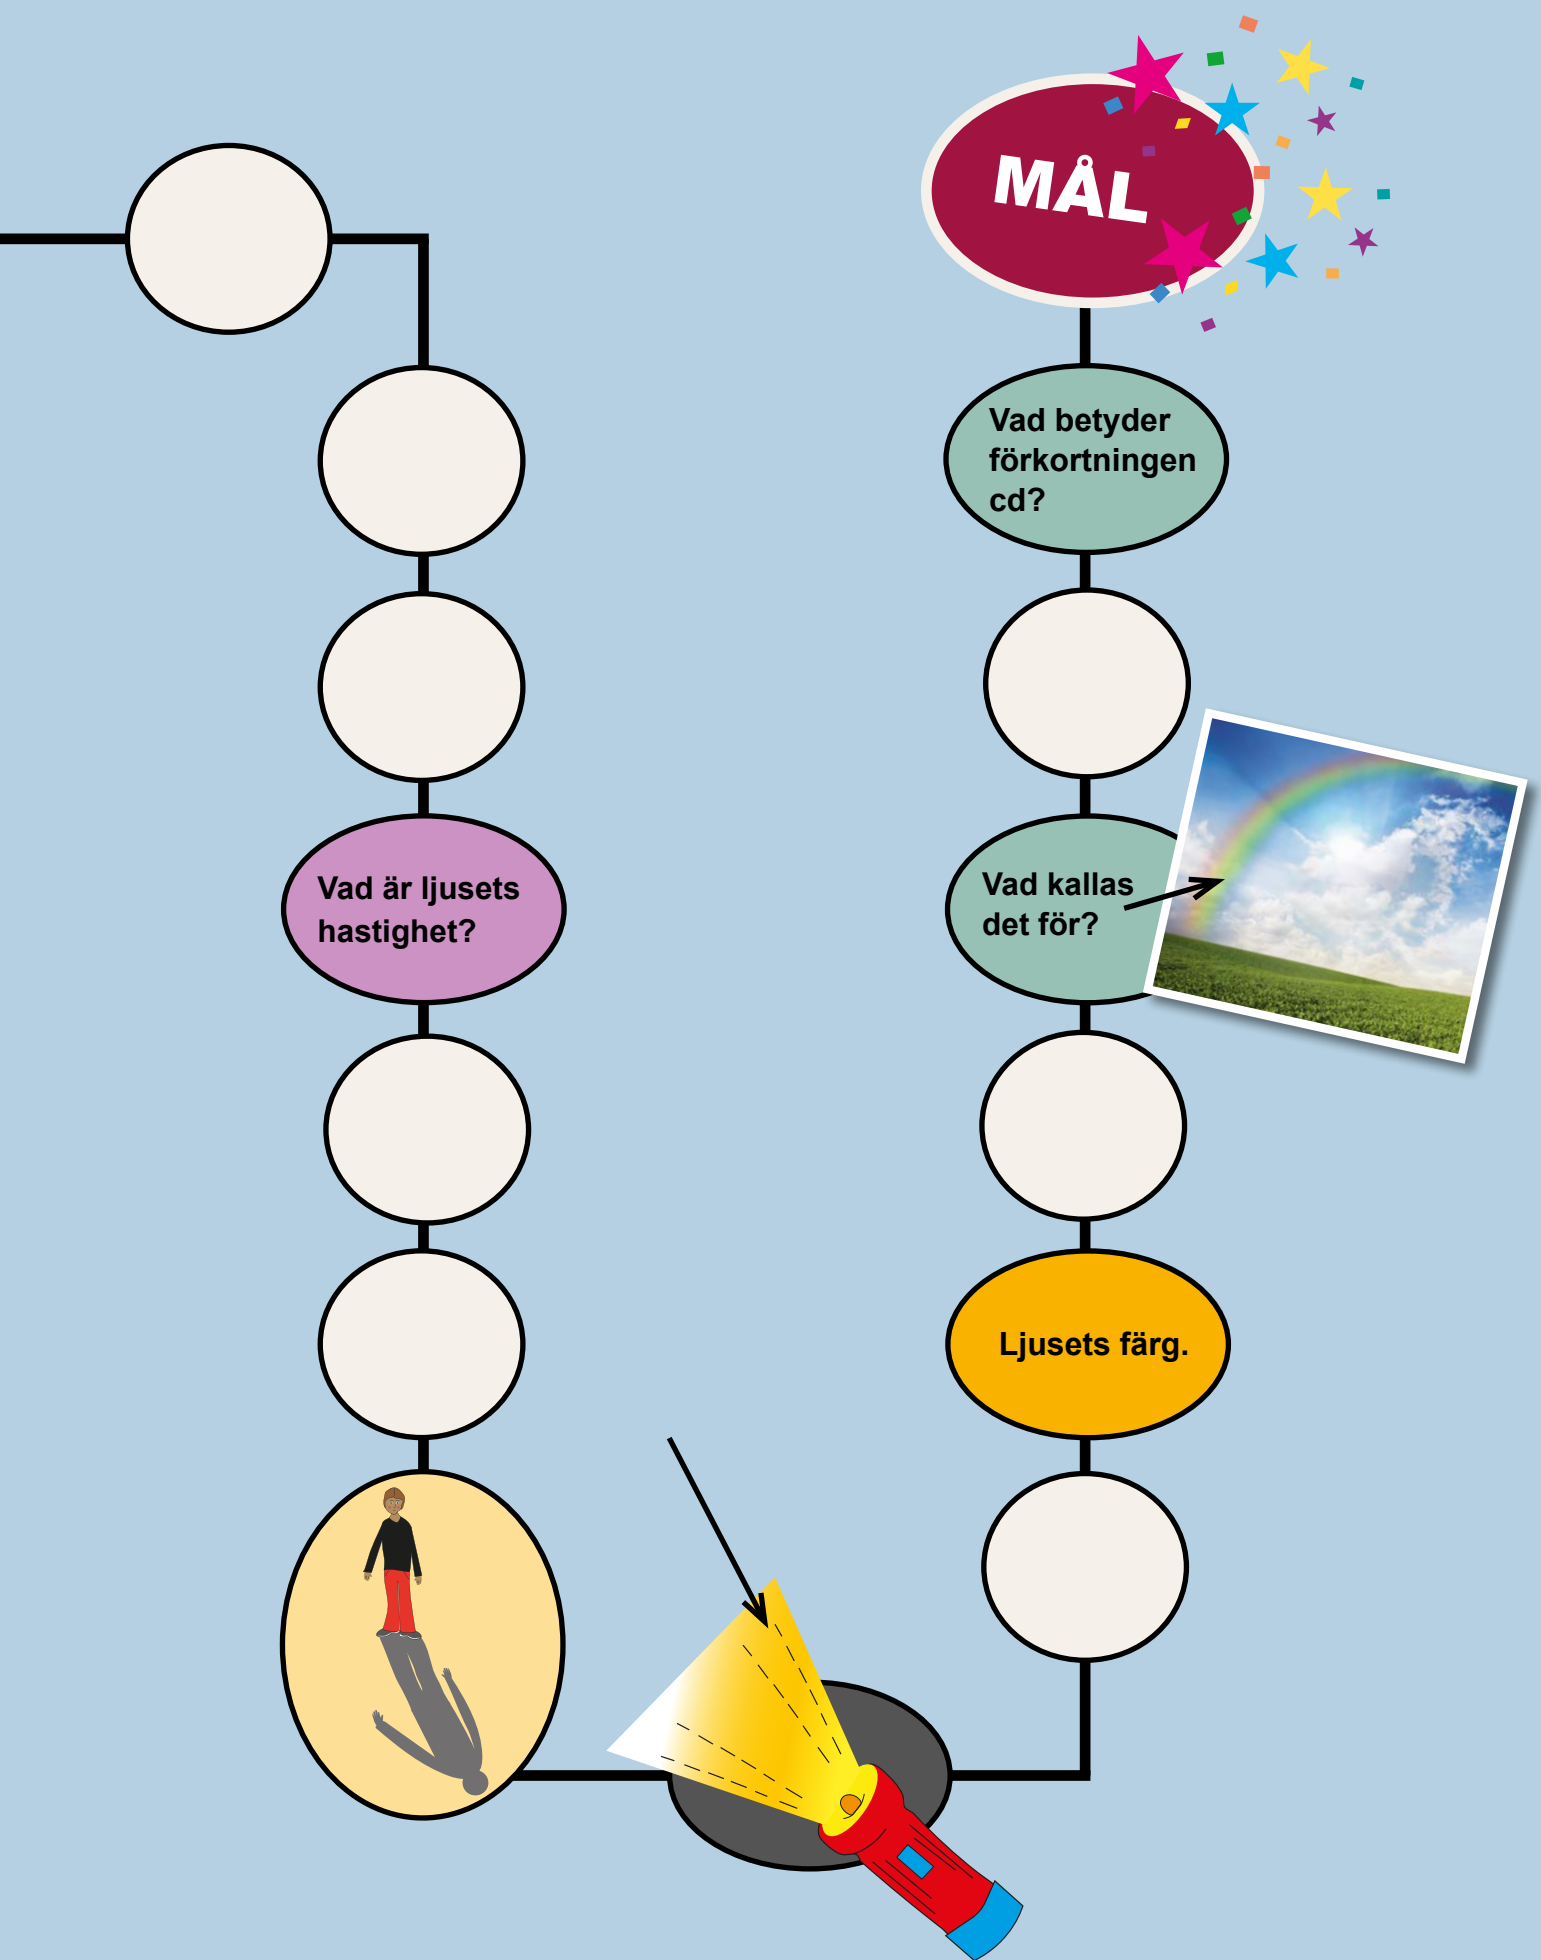 MÅL
Vad betyder
förkortningen
cd?
Vad är ljusets
hastighet?
Vad kallas
det för?
Ljusets färg.